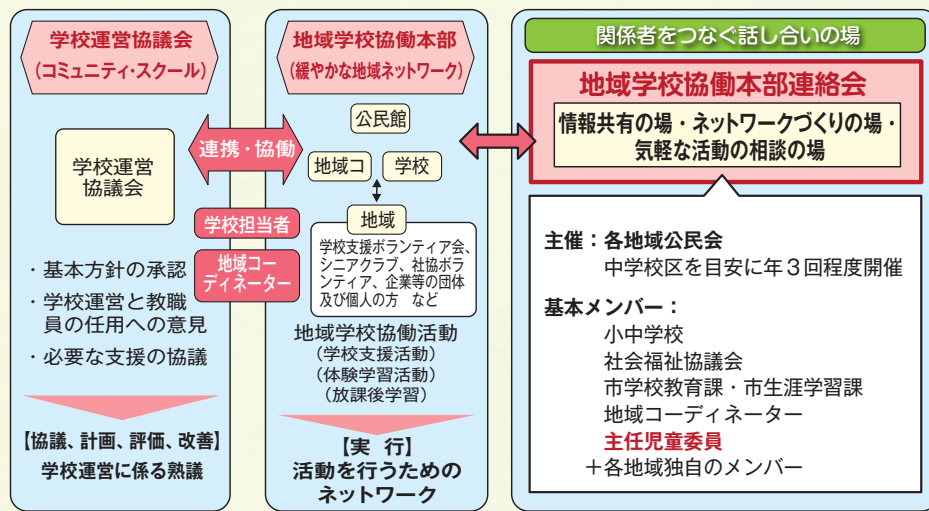 学校運営協議会
(コミュニティ・スクール)
学校運営
協議会
・基本方針の承認
・学校運営と教職
員の任用への意見
・必要な支援の協議
【協議、計画、評価、改善】
学校運営に係る熟議
連携・協働
学校担当者
地域コー
ディネーター
地域学校協働本部
(緩やかな地域ネットワーク)
公民館
地域コ
学校
地域
学校支援ボランティア会、
シニアクラブ、社協ボラ
ンティア、企業等の団体
及び個人の方 など
地域学校協働活動
(学校支援活動)
(体験学習活動)
(放課後学習)
【実 行】
活動を行うための
ネットワーク
関係者をつなぐ話し合いの場
地域学校協働本部連絡会
情報共有の場・ネットワークづくりの場・
気軽な活動の相談の場
主催：各地域公民会
中学校区を目安に年３回程度開催
基本メンバー：
小中学校
社会福祉協議会
市学校教育課・市生涯学習課
地域コーディネーター
主任児童委員
＋各地域独自のメンバー